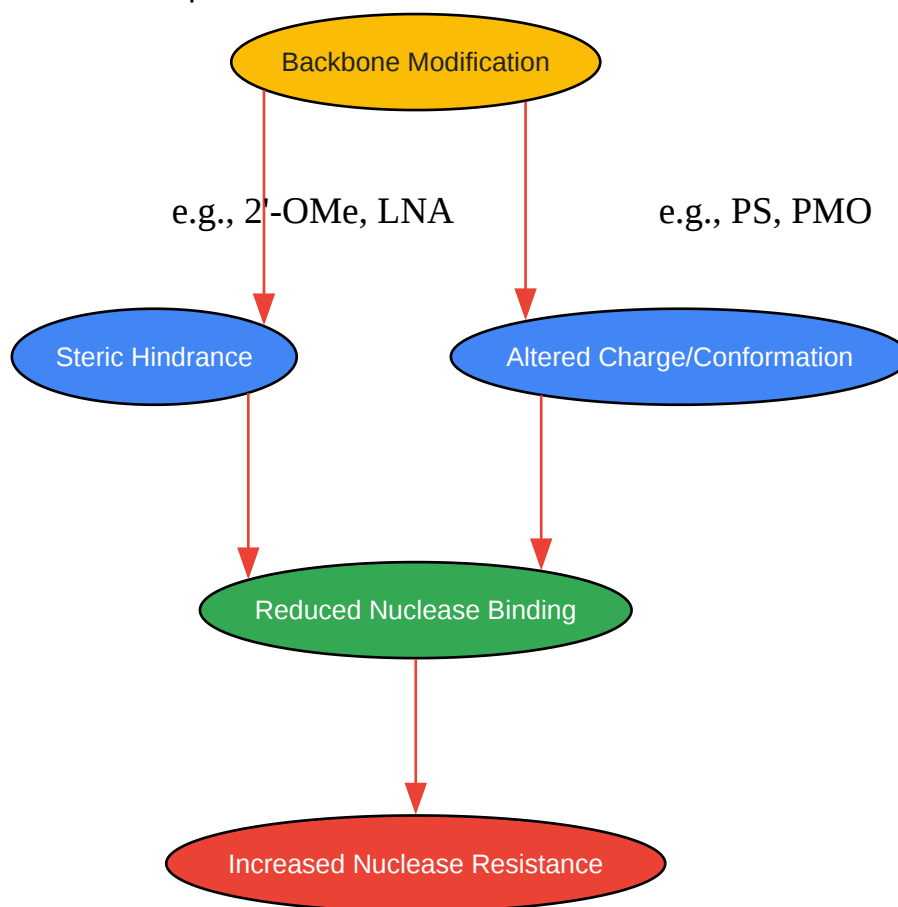 Backbone Modification
e.g., 2'-OMe, LNA
e.g., PS, PMO
Steric Hindrance
Altered Charge/Conformation
Reduced Nuclease Binding
Increased Nuclease Resistance